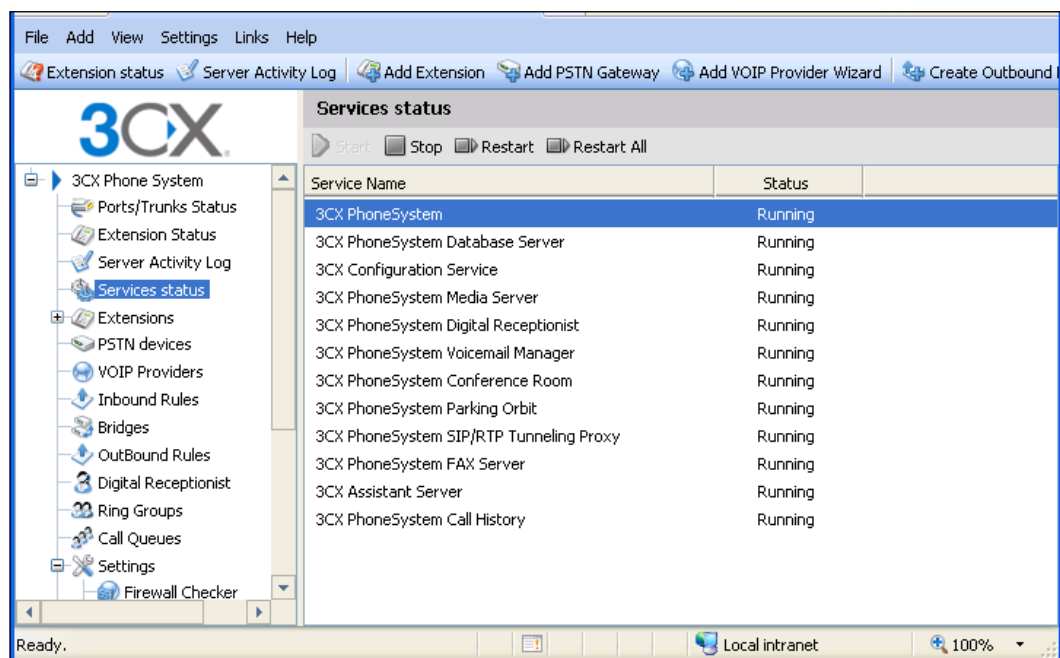 File Add View Settings Links Help
Extension status Server Activity Log Add Extension Add PSTN Gateway Add VOIP Provider Wizard Create Outbound
3CX
Services status
Start Stop Restart Restart All
3CX Phone System
Ports/Trunks Status
Extension Status
Server Activity Log
Services status
Extensions
PSTN devices
VOIP Providers
Inbound Rules
Bridges
OutBound Rules
Digital Receptionist
Ring Groups
Call Queues
Settings
Firewall Checker
Service Name Status
3CX PhoneSystem Running
3CX PhoneSystem Database Server Running
3CX Configuration Service Running
3CX PhoneSystem Media Server Running
3CX PhoneSystem Digital Receptionist Running
3CX PhoneSystem Voicemail Manager Running
3CX PhoneSystem Conference Room Running
3CX PhoneSystem Parking Orbit Running
3CX PhoneSystem SIP/RTP Tunneling Proxy Running
3CX PhoneSystem FAX Server Running
3CX Assistant Server Running
3CX PhoneSystem Call History Running
Ready. Local intranet 100%